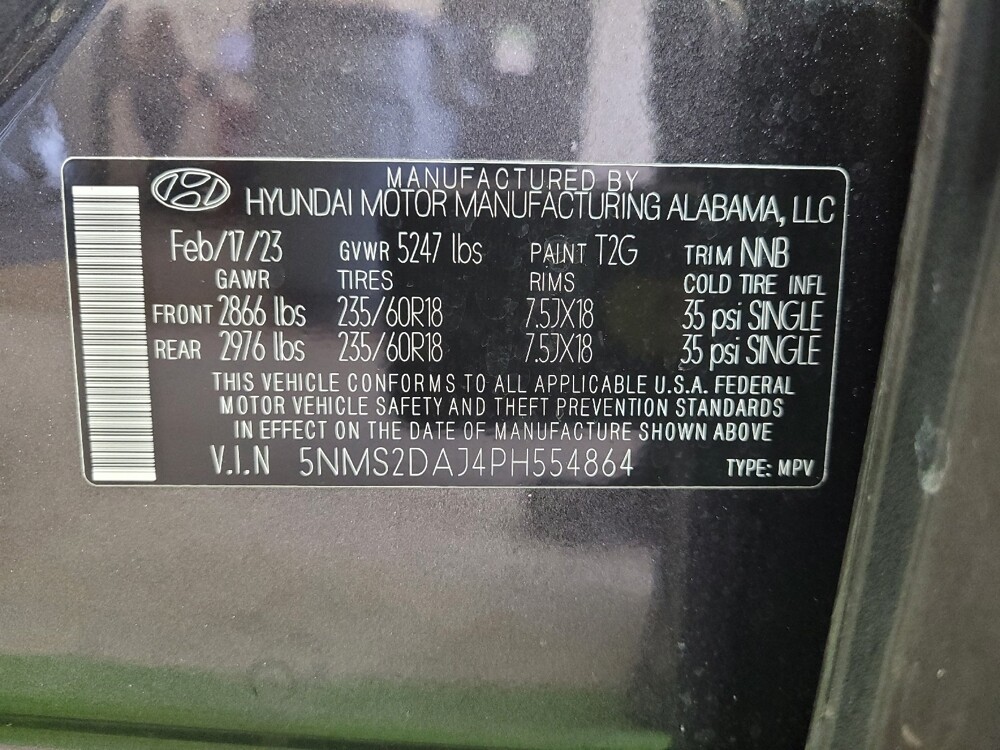 MANUFACTURED BY
HYUNDAI MOTOR MANUFACTURING ALABAMA, LLC
Feb/17/23 GVWR 5247 lbs PAINT T2G TRIM NNB
GAWR TIRES RIMS COLD TIRE INFL
FRONT 2866 lbs 235/60R18 7.5JX18 35 psi SINGLE
REAR 2976 lbs 235/60R18 7.5JX18 35 psi SINGLE
THIS VEHICLE CONFORMS TO ALL APPLICABLE U.S.A. FEDERAL
MOTOR VEHICLE SAFETY AND THEFT PREVENTION STANDARDS
IN EFFECT ON THE DATE OF MANUFACTURE SHOWN ABOVE
V.I.N 5NMS2DAJ4PH554864 TYPE: MPV